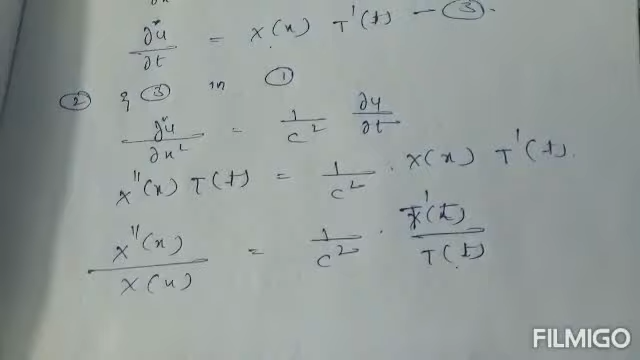 ∂u/∂t = X(x) T'(t) — ③.
② & ③ in ①
∂²u/∂x² = 1/c² ∂u/∂t
X''(x) T(t) = 1/c² · X(x) T'(t).
X''(x)/X(x) = 1/c² · T'(t)/T(t)
FILMIGO